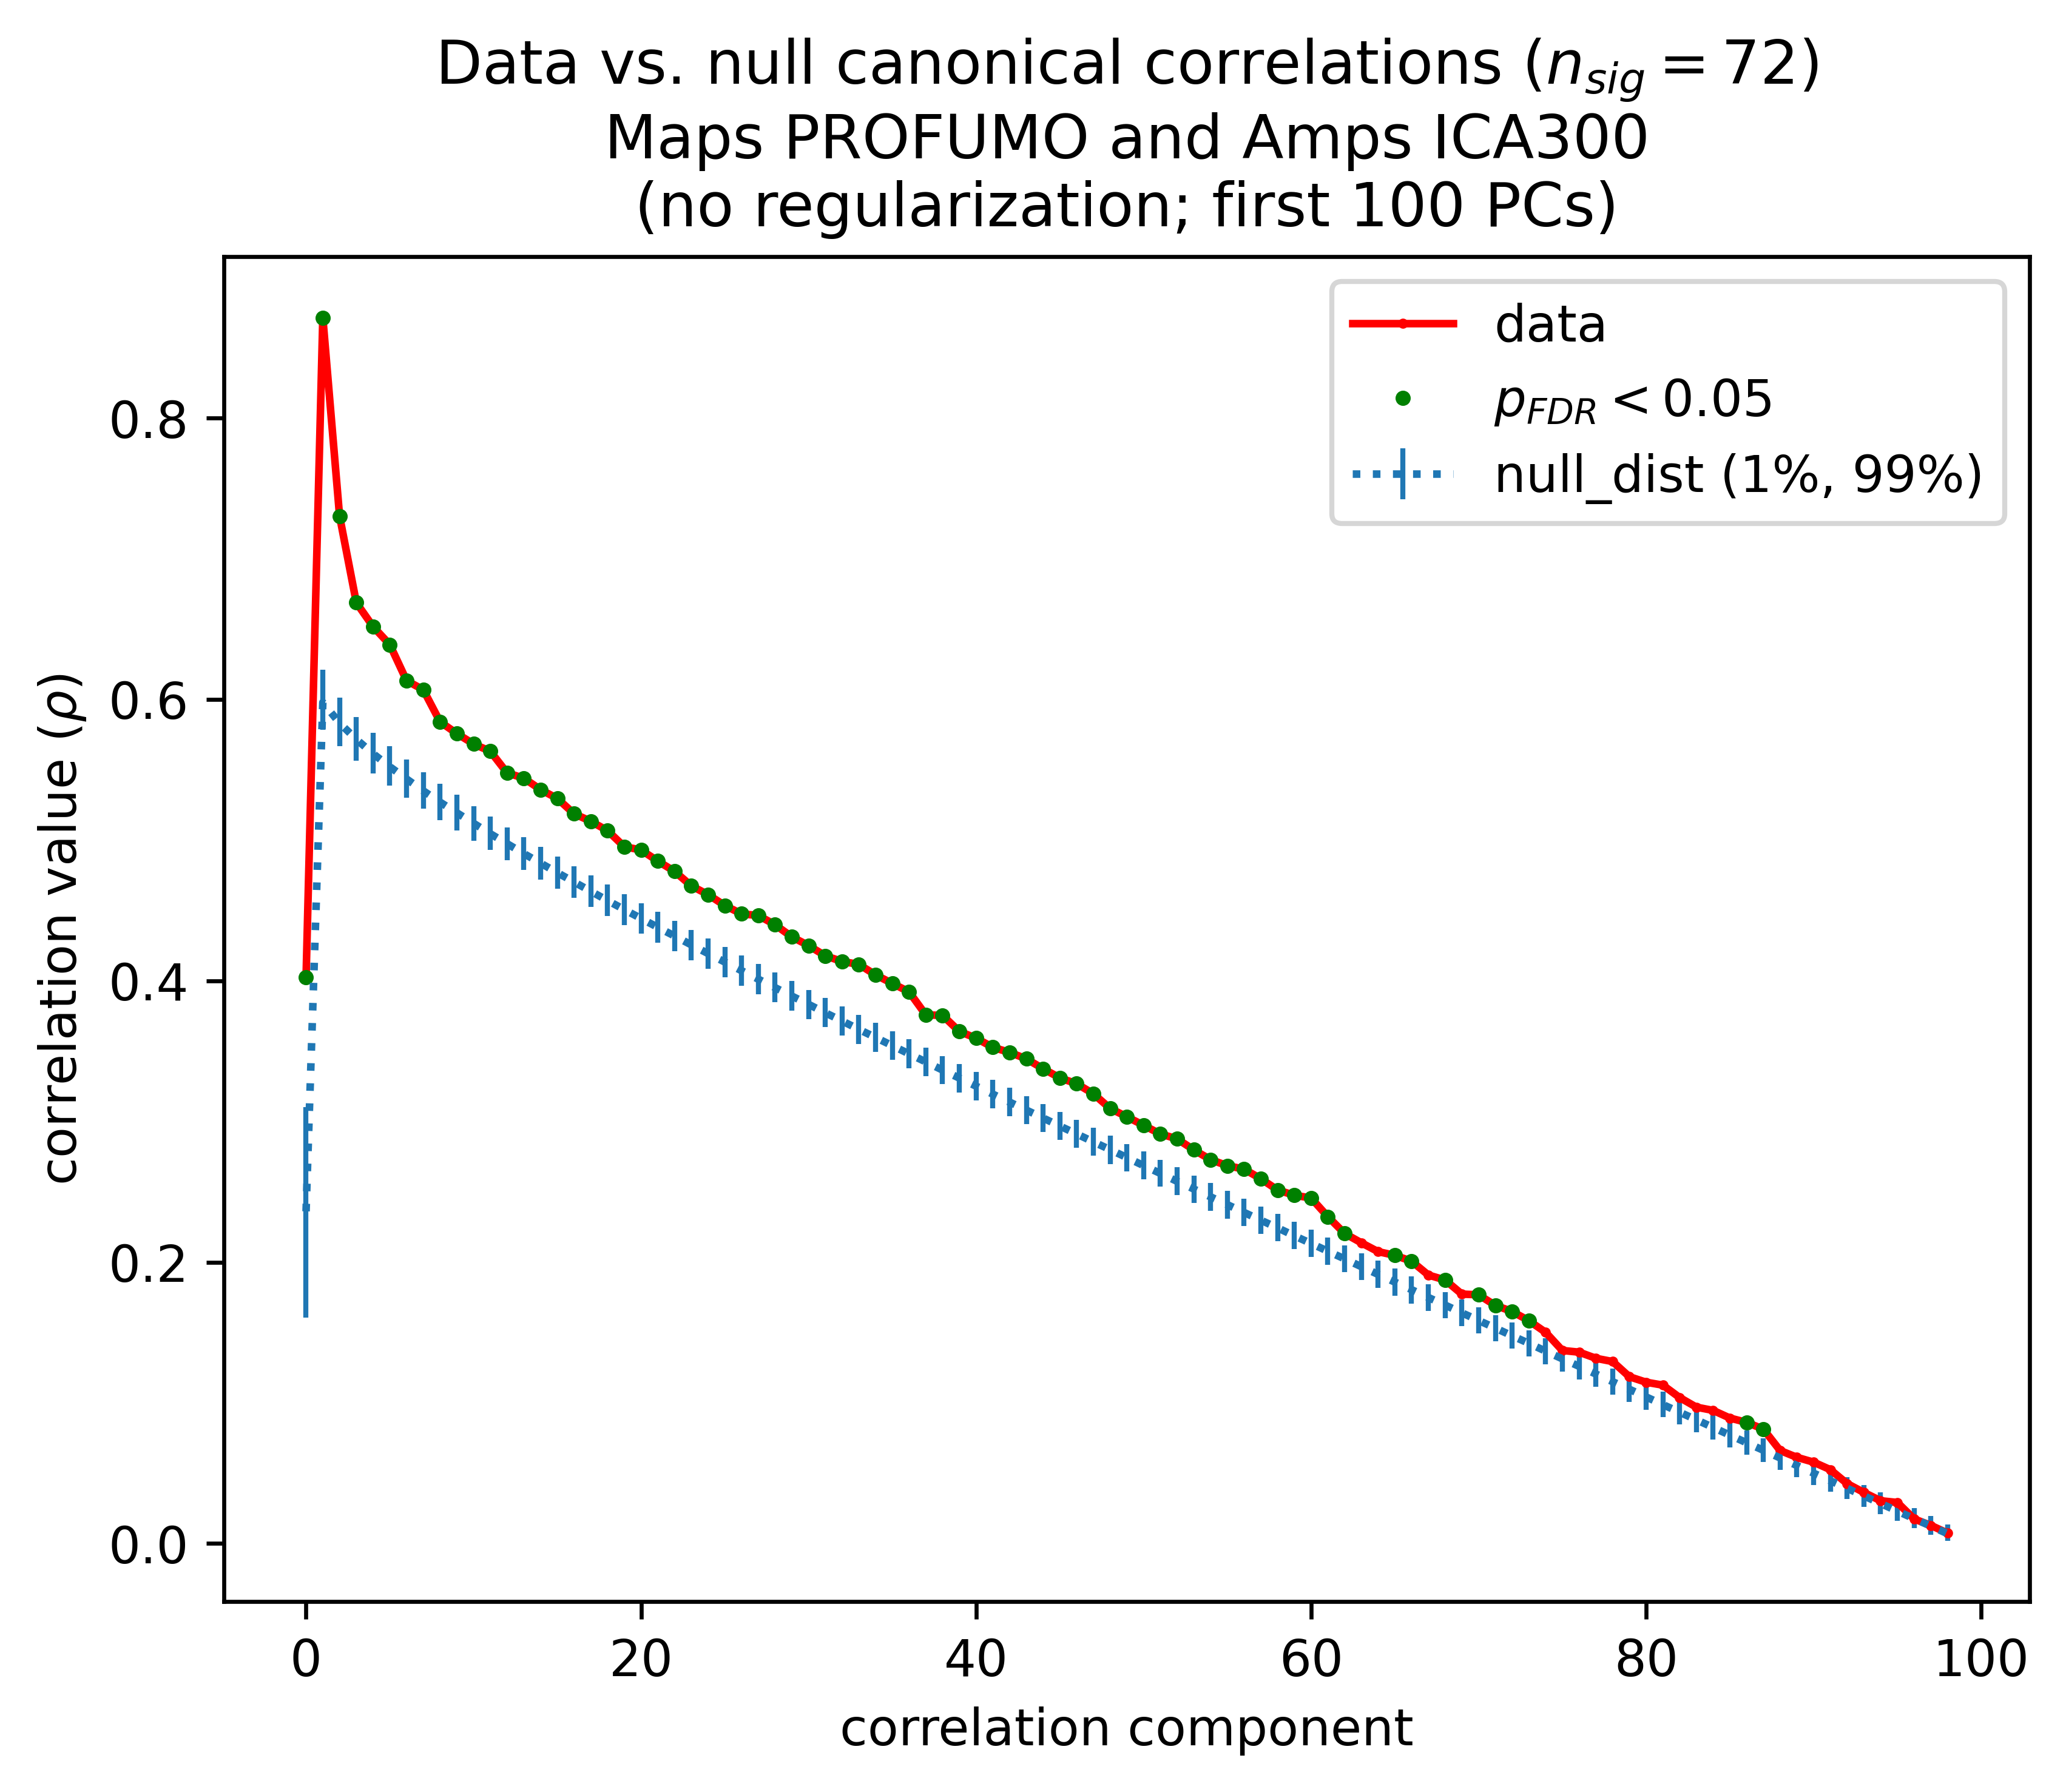 Data vs. null canonical correlations (n_sig = 72)
Maps PROFUMO and Amps ICA300
(no regularization; first 100 PCs)
data
p_FDR < 0.05
null_dist (1%, 99%)
correlation value (ρ)
0.8
0.6
0.4
0.2
0.0
0 20 40 60 80 100
correlation component